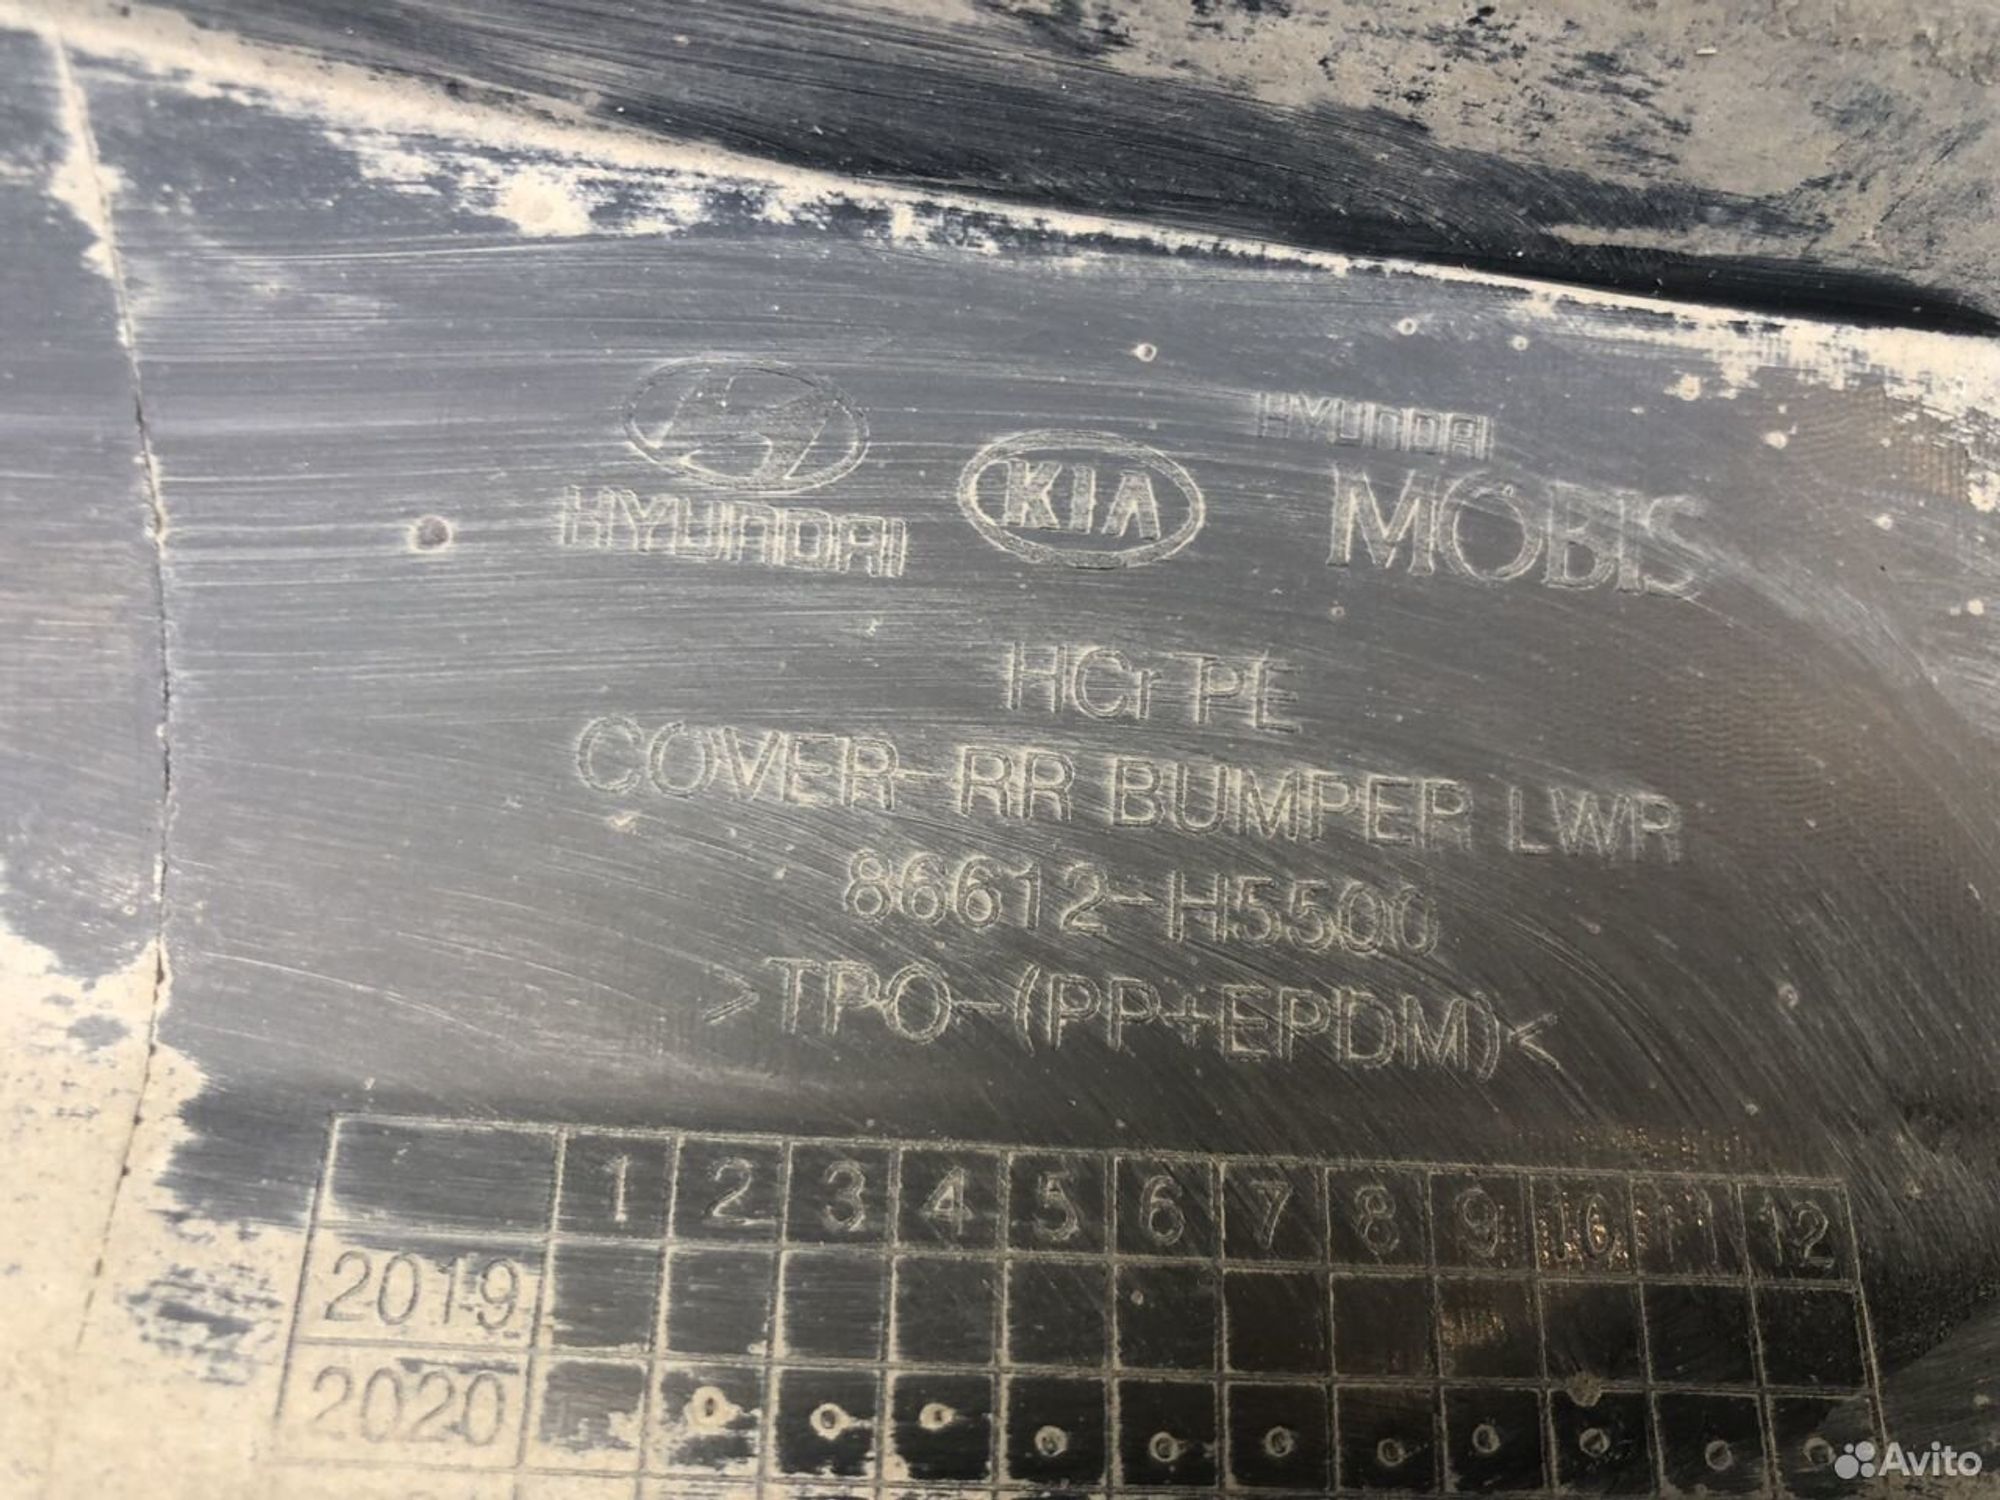 HYUNDAI
KIA
HYUNDAI
MOBIS
HCr PE
COVER-RR BUMPER LWR
86612-H5500
>TPO-(PP+EPDM)<
1 2 3 4 5 6 7 8 9 10 11 12
2019
2020
Avito